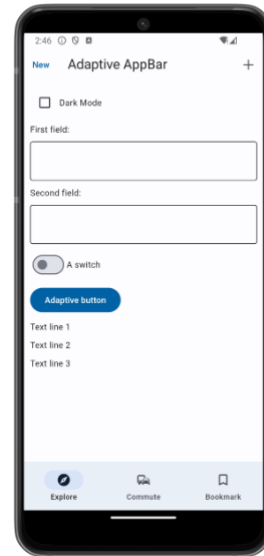 2:46
New Adaptive AppBar +
Dark Mode
First field:
Second field:
A switch
Adaptive button
Text line 1
Text line 2
Text line 3
Explore Commute Bookmark